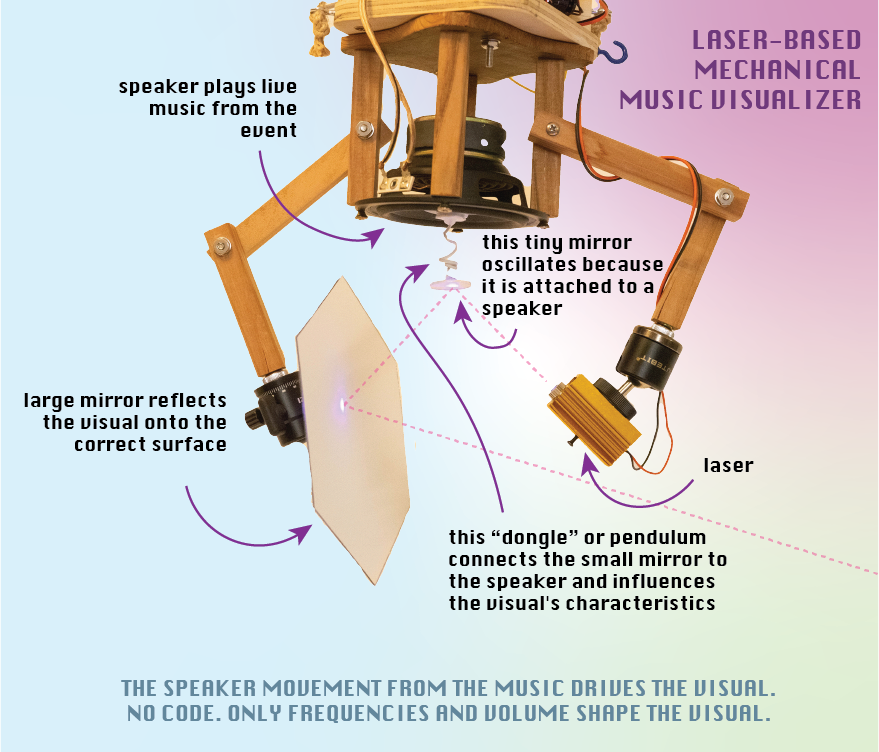 LASER-BASED
MECHANICAL
MUSIC VISUALIZER
speaker plays live
music from the
event
this tiny mirror
oscillates because
it is attached to a
speaker
large mirror reflects
the visual onto the
correct surface
laser
this “dongle” or pendulum
connects the small mirror to
the speaker and influences
the visual's characteristics
THE SPEAKER MOVEMENT FROM THE MUSIC DRIVES THE VISUAL.
NO CODE. ONLY FREQUENCIES AND VOLUME SHAPE THE VISUAL.